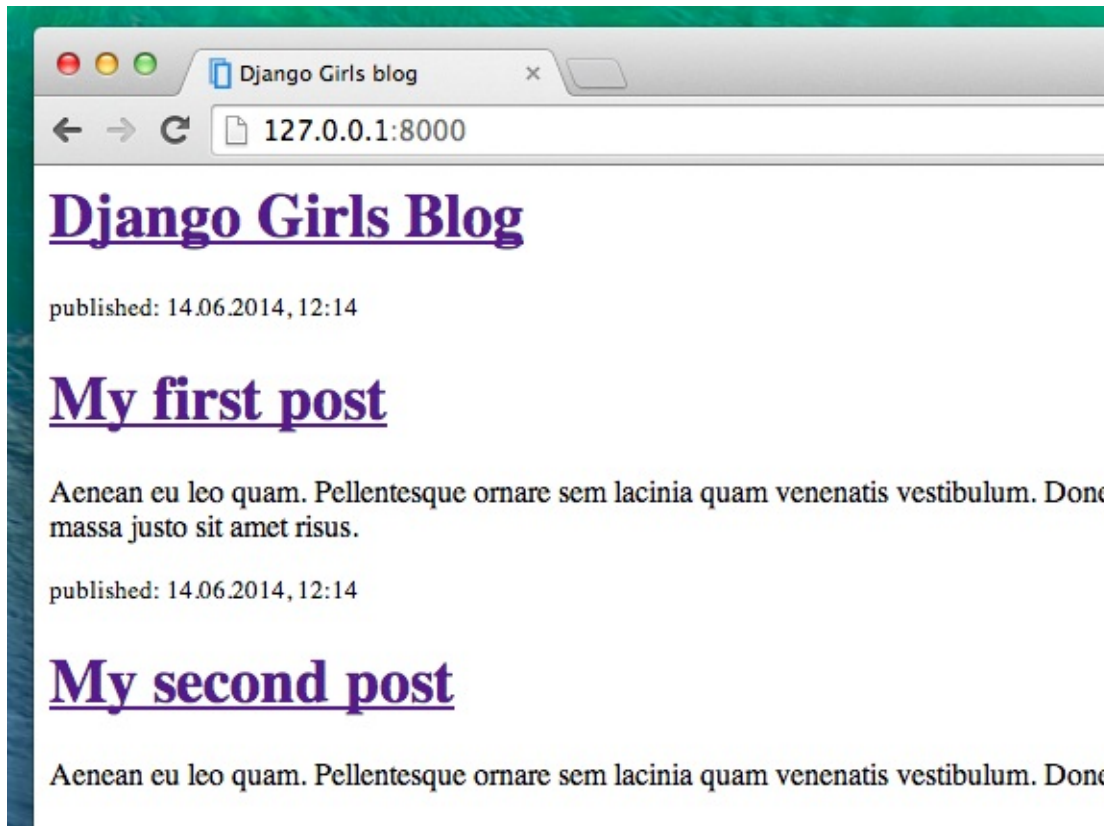 Django Girls blog
127.0.0.1:8000
Django Girls Blog
published: 14.06.2014, 12:14
My first post
Aenean eu leo quam. Pellentesque ornare sem lacinia quam venenatis vestibulum. Done
massa justo sit amet risus.
published: 14.06.2014, 12:14
My second post
Aenean eu leo quam. Pellentesque ornare sem lacinia quam venenatis vestibulum. Done